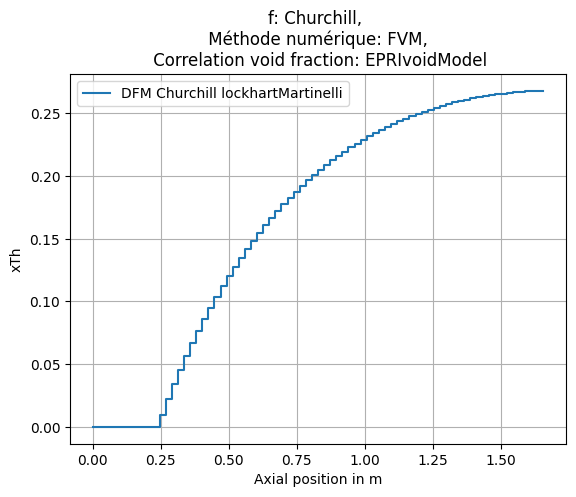 f: Churchill,
Méthode numérique: FVM,
Correlation void fraction: EPRIvoidModel
DFM Churchill lockhartMartinelli
0.25
0.20
0.15
0.10
0.05
0.00
xTh
0.00 0.25 0.50 0.75 1.00 1.25 1.50
Axial position in m